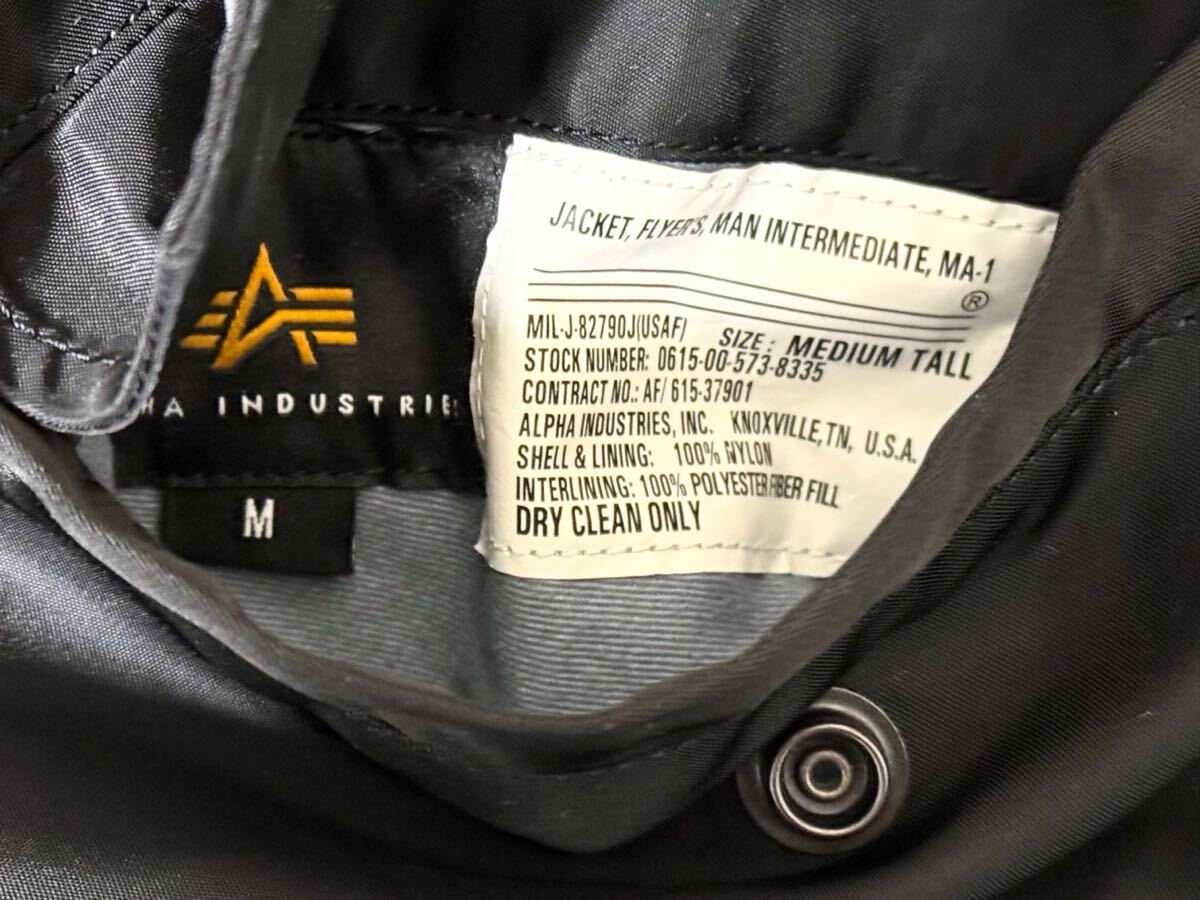 HA INDUSTRIES
M
JACKET, FLYER'S, MAN INTERMEDIATE, MA-1
®
MIL-J-82790J(USAF) SIZE: MEDIUM TALL
STOCK NUMBER: 0615-00-573-8335
CONTRACT NO.: AF/ 615-37901
ALPHA INDUSTRIES, INC. KNOXVILLE, TN, U.S.A.
SHELL & LINING: 100% NYLON
INTERLINING: 100% POLYESTER FIBER FILL
DRY CLEAN ONLY